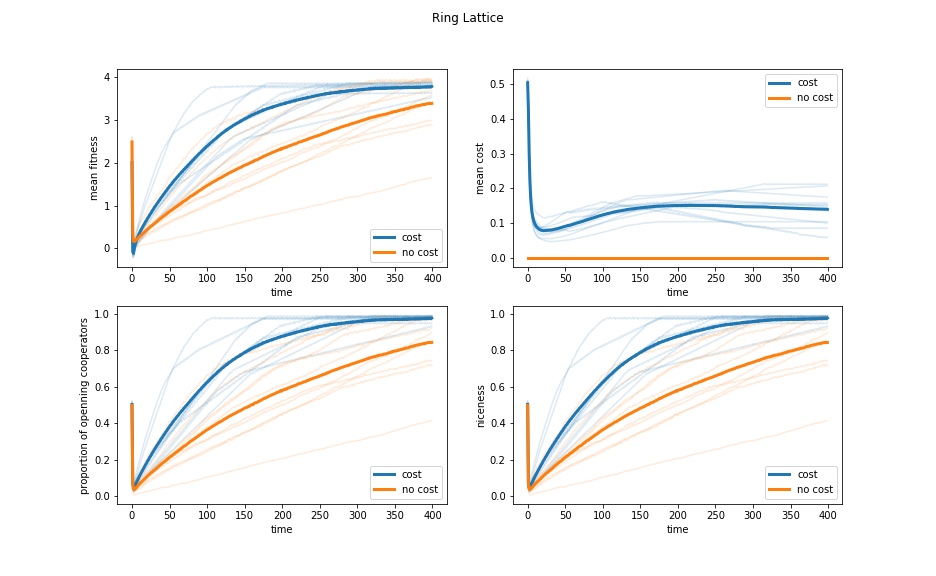 Ring Lattice
mean fitness
4
3
2
1
0
cost
no cost
0 50 100 150 200 250 300 350 400
time
mean cost
0.5
0.4
0.3
0.2
0.1
0.0
cost
no cost
0 50 100 150 200 250 300 350 400
time
proportion of openning cooperators
1.0
0.8
0.6
0.4
0.2
0.0
cost
no cost
0 50 100 150 200 250 300 350 400
time
niceness
1.0
0.8
0.6
0.4
0.2
0.0
cost
no cost
0 50 100 150 200 250 300 350 400
time